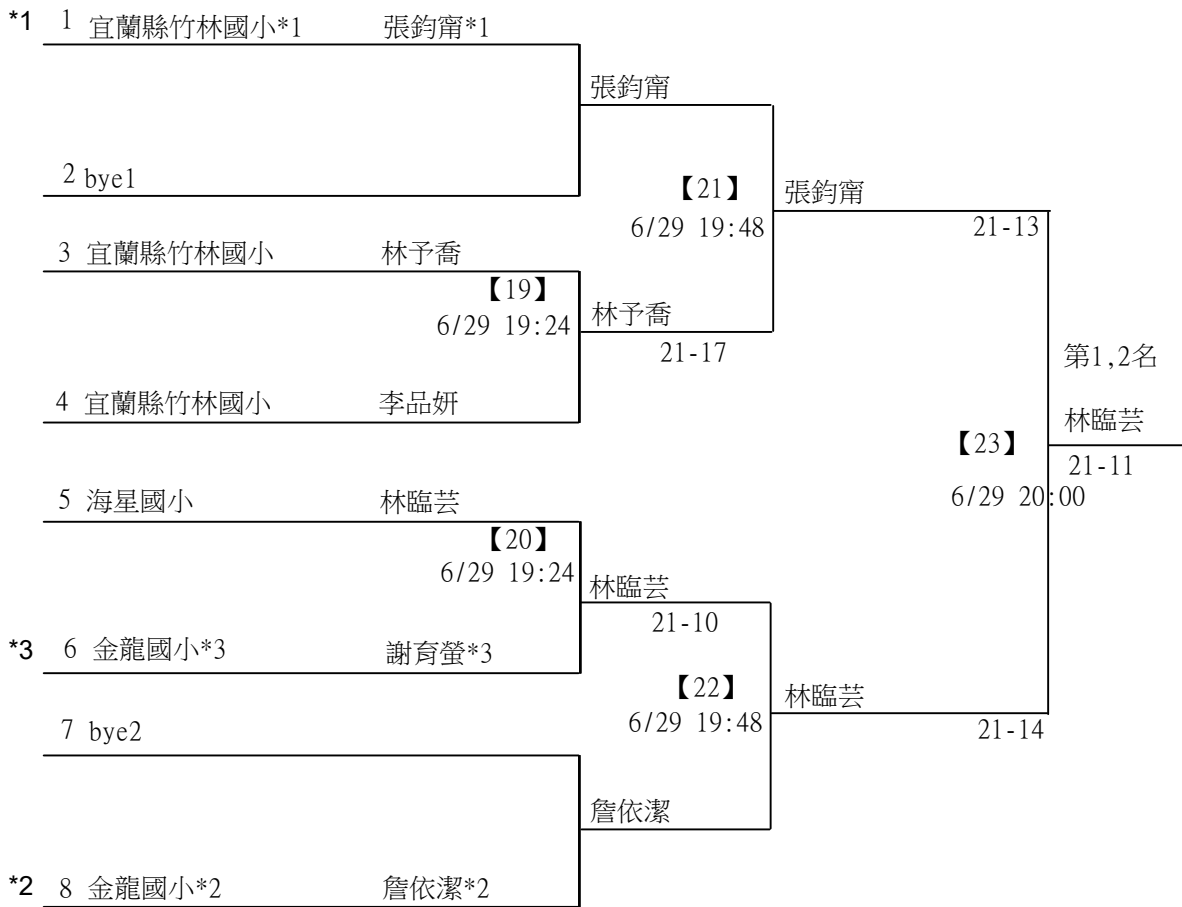 *1 1 宜蘭縣竹林國小*1 張鈞甯*1
張鈞甯
2 bye1
【21】
張鈞甯
6/29 19:48
21-13
3 宜蘭縣竹林國小 林予喬
【19】
6/29 19:24
林予喬
21-17
第1,2名
4 宜蘭縣竹林國小 李品妍
林臨芸
【23】
21-11
6/29 20:00
5 海星國小 林臨芸
【20】
6/29 19:24
林臨芸
21-10
*3 6 金龍國小*3 謝育螢*3
【22】
林臨芸
6/29 19:48
21-14
7 bye2
詹依潔
*2 8 金龍國小*2 詹依潔*2